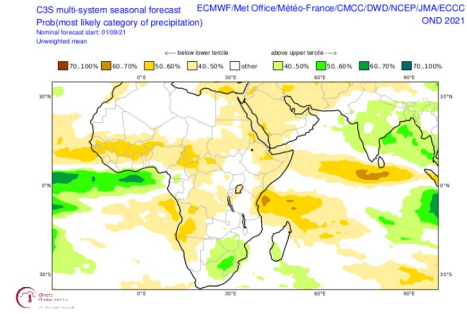 C3S multi-system seasonal forecast ECMWF/Met Office/Météo-France/CMCC/DWD/NCEP/JMA/ECCC
Prob(most likely category of precipitation) OND 2021
Nominal forecast start: 01/09/21
Unweighted mean
<---- below lower tercile above upper tercile ---->
70..100% 60..70% 50..60% 40..50% other 40..50% 50..60% 60..70% 70..100%
0°E 30°E 60°E 90°E
30°N 30°N
0°N 0°N
30°S 30°S
0°E 30°E 60°E 90°E